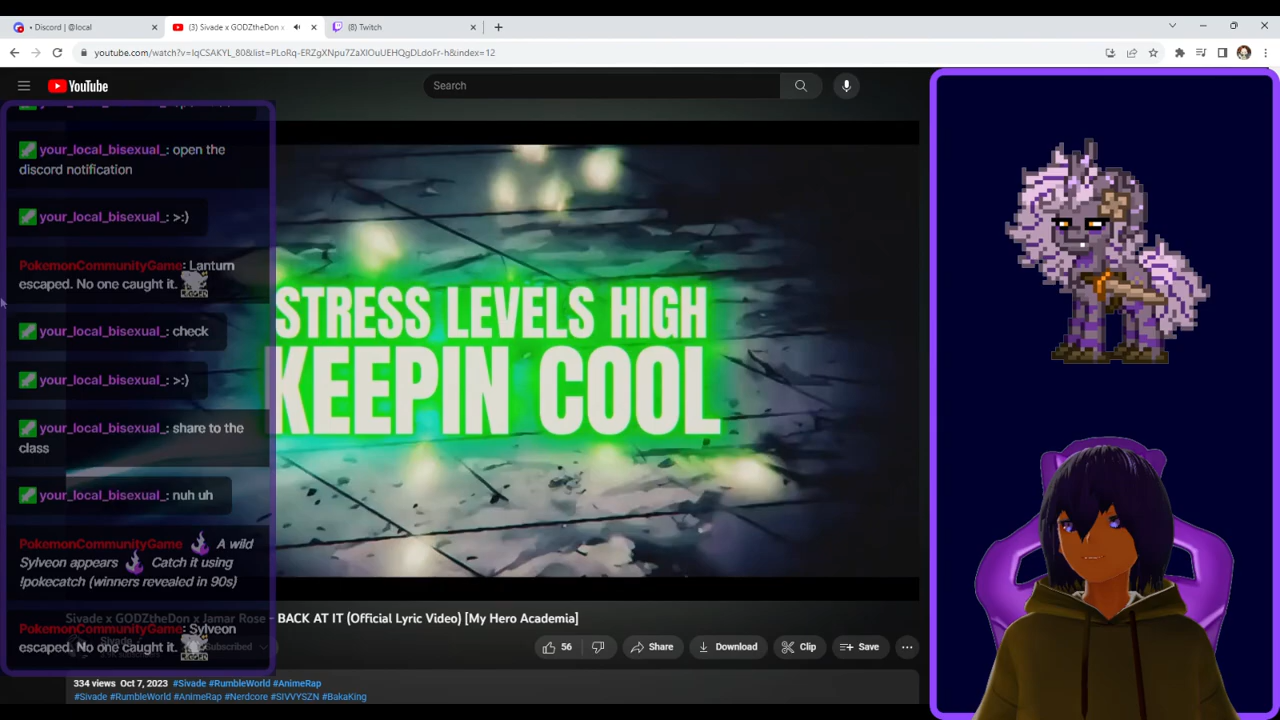 • Discord | @local
(3) Sivade x GODZtheDon x
(8) Twitch
youtube.com/watch?v=IqCSAKYL_80&list=PLoRq-ERZgXNpu7ZaXIOuUEHQgDLdoFr-h&index=12
YouTube
Search
your_local_bisexual_: open the
discord notification
your_local_bisexual_: >:)
PokemonCommunityGame: Lanturn
escaped. No one caught it.
your_local_bisexual_: check
your_local_bisexual_: >:)
your_local_bisexual_: share to the
class
your_local_bisexual_: nuh uh
PokemonCommunityGame A wild
Sylveon appears Catch it using
!pokecatch (winners revealed in 90s)
PokemonCommunityGame: Sylveon
escaped. No one caught it.
STRESS LEVELS HIGH
KEEPIN COOL
Sivade x GODZtheDon x Jamar Rose - BACK AT IT (Official Lyric Video) [My Hero Academia]
Sivade
Subscribed
56
Share
Download
Clip
Save
334 views Oct 7, 2023 #Sivade #RumbleWorld #AnimeRap
#Sivade #RumbleWorld #AnimeRap #Nerdcore #SIVVYSZN #BakaKing